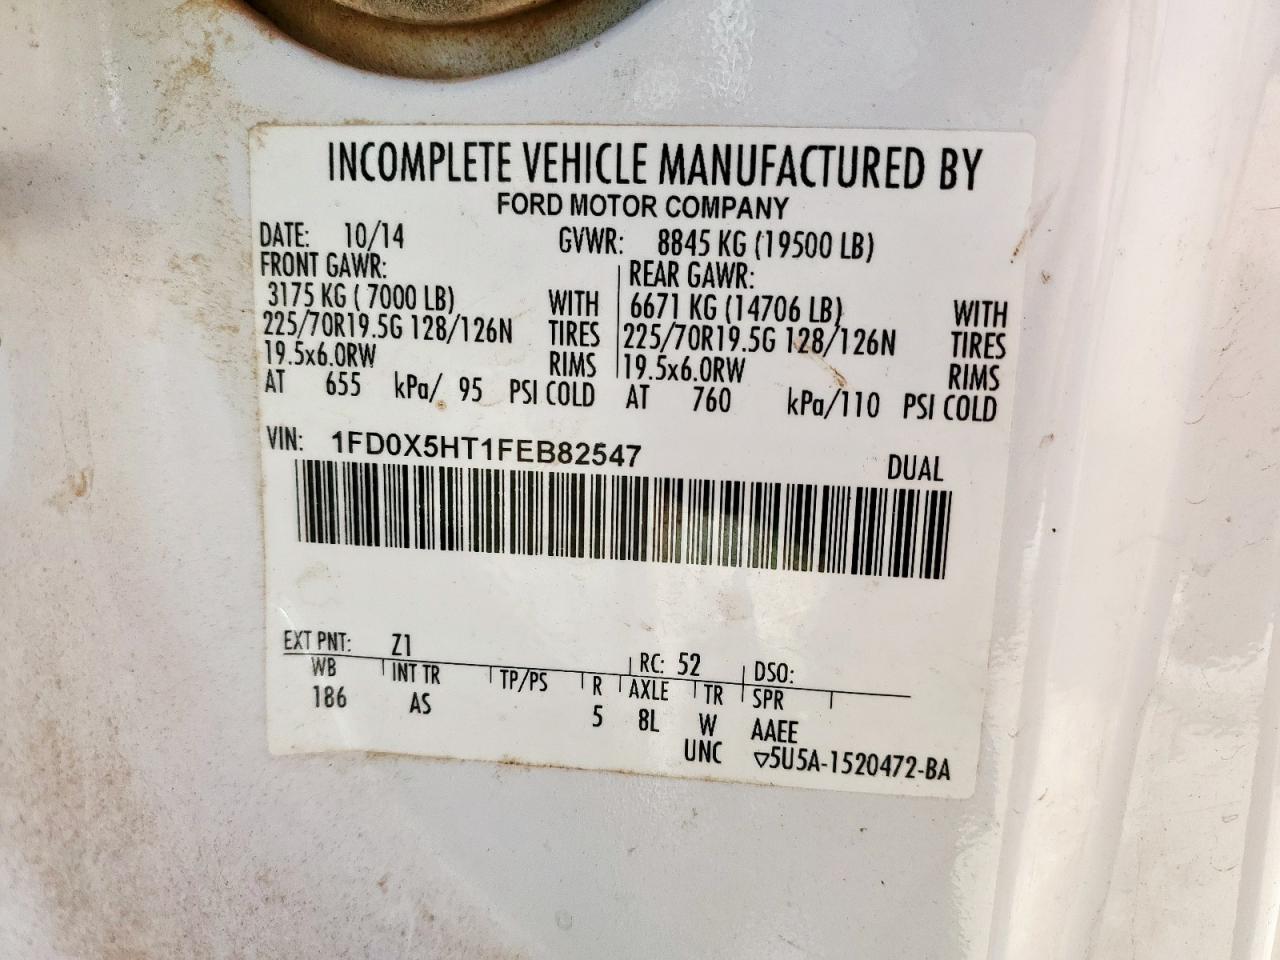 INCOMPLETE VEHICLE MANUFACTURED BY
FORD MOTOR COMPANY
DATE: 10/14 GVWR: 8845 KG (19500 LB)
FRONT GAWR: REAR GAWR:
3175 KG ( 7000 LB) WITH 6671 KG (14706 LB) WITH
225/70R19.5G 128/126N TIRES 225/70R19.5G 128/126N TIRES
19.5x6.0RW RIMS 19.5x6.0RW RIMS
AT 655 kPa/ 95 PSI COLD AT 760 kPa/110 PSI COLD
VIN: 1FD0X5HT1FEB82547 DUAL
EXT PNT: Z1 RC: 52 DSO:
WB INT TR TP/PS R AXLE TR SPR
186 AS 5 8L W AAEE
UNC ▽5U5A-1520472-BA